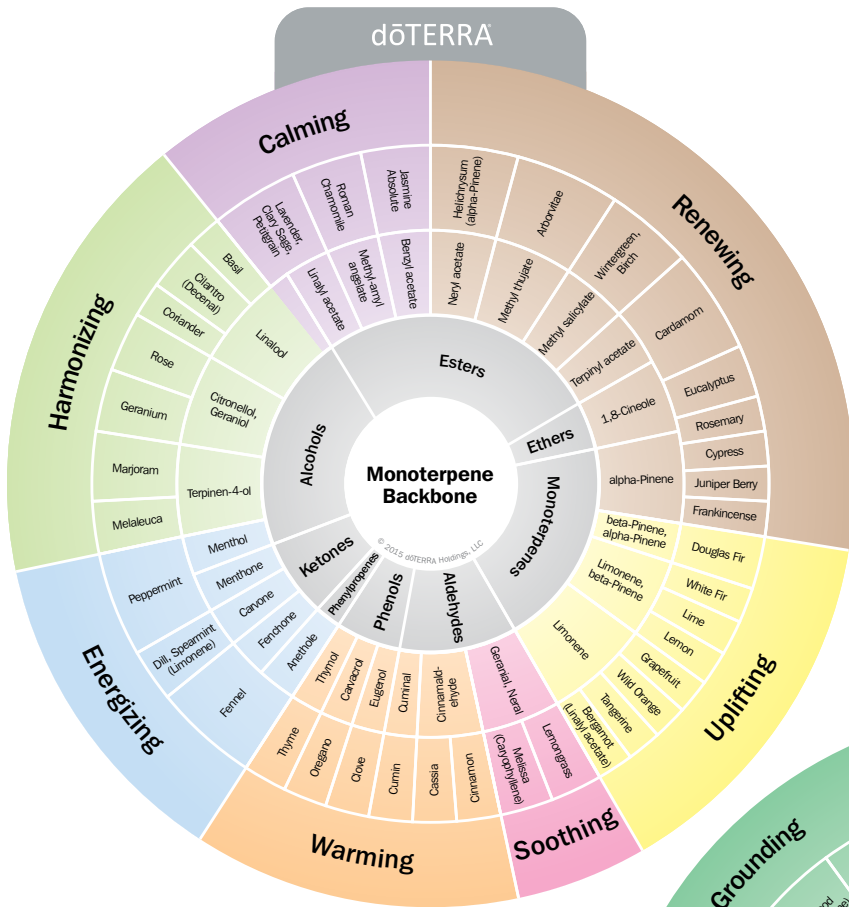 dōTERRA®
Calming
Lavender,
Clary Sage,
Petitgrain
Roman
Chamomile
Jasmine
Absolute
Linalyl acetate
Methyl-amyl
angelate
Benzyl acetate
Renewing
Helichrysum
(alpha-Pinene)
Arborvitae
Wintergreen,
Birch
Cardamom
Eucalyptus
Rosemary
Cypress
Juniper Berry
Frankincense
Neryl acetate
Methyl thujate
Methyl salicylate
Terpinyl acetate
1,8-Cineole
alpha-Pinene
Uplifting
Douglas Fir
White Fir
Lime
Lemon
Grapefruit
Wild Orange
Tangerine
Bergamot
(Linalyl acetate)
beta-Pinene,
alpha-Pinene
Limonene,
beta-Pinene
Limonene
Soothing
Lemongrass
Melissa
(Caryophyllene)
Geranial, Neral
Warming
Cinnamon
Cassia
Cumin
Clove
Oregano
Thyme
Cinnamald-
ehyde
Cuminal
Eugenol
Carvacrol
Thymol
Energizing
Fennel
Dill, Spearmint
(Limonene)
Peppermint
Anethole
Fenchone
Carvone
Menthone
Menthol
Harmonizing
Melaleuca
Marjoram
Geranium
Rose
Coriander
Cilantro
(Decenal)
Basil
Terpinen-4-ol
Citronellol,
Geraniol
Linalool
Esters
Ethers
Monoterpenes
Aldehydes
Phenols
Phenylpropenes
Ketones
Alcohols
Monoterpene
Backbone
© 2015 dōTERRA Holdings, LLC
Grounding